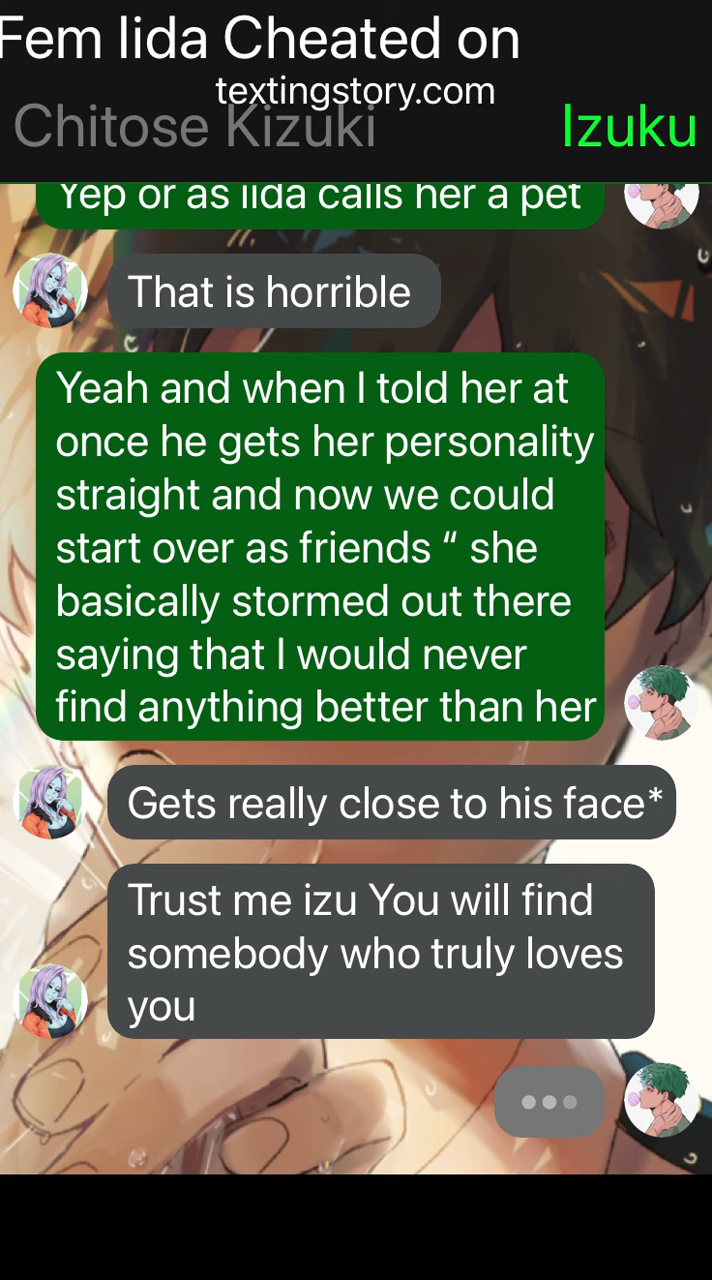 Fem Iida Cheated on
textingstory.com
Chitose Kizuki
Izuku
Yep or as iida calls her a pet
That is horrible
Yeah and when I told her at
once he gets her personality
straight and now we could
start over as friends “ she
basically stormed out there
saying that I would never
find anything better than her
Gets really close to his face*
Trust me izu You will find
somebody who truly loves
you